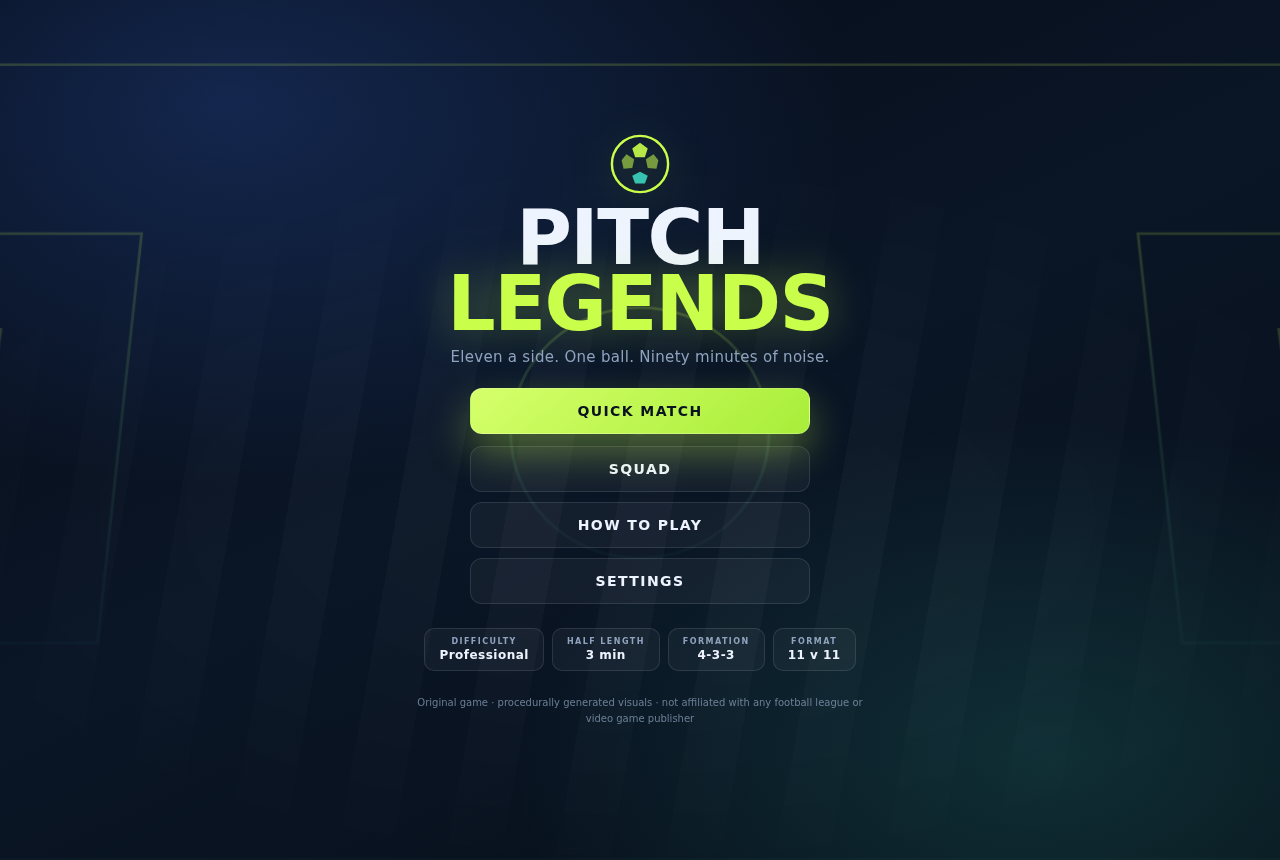 PITCH
LEGENDS
Eleven a side. One ball. Ninety minutes of noise.
QUICK MATCH
SQUAD
HOW TO PLAY
SETTINGS
DIFFICULTY
Professional
HALF LENGTH
3 min
FORMATION
4-3-3
FORMAT
11 v 11
Original game · procedurally generated visuals · not affiliated with any football league or
video game publisher